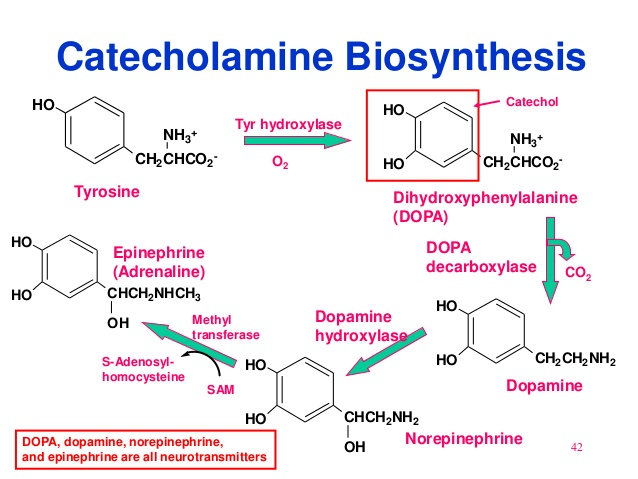 Catecholamine Biosynthesis
HO
NH3+
CH2CHCO2-
Tyrosine
Tyr hydroxylase
O2
HO
HO
Catechol
NH3+
CH2CHCO2-
Dihydroxyphenylalanine
(DOPA)
DOPA
decarboxylase
CO2
HO
HO
CH2CH2NH2
Dopamine
Dopamine
hydroxylase
HO
HO
CHCH2NH2
OH
Norepinephrine
Methyl
transferase
S-Adenosyl-
homocysteine
SAM
HO
HO
CHCH2NHCH3
OH
Epinephrine
(Adrenaline)
DOPA, dopamine, norepinephrine,
and epinephrine are all neurotransmitters
42